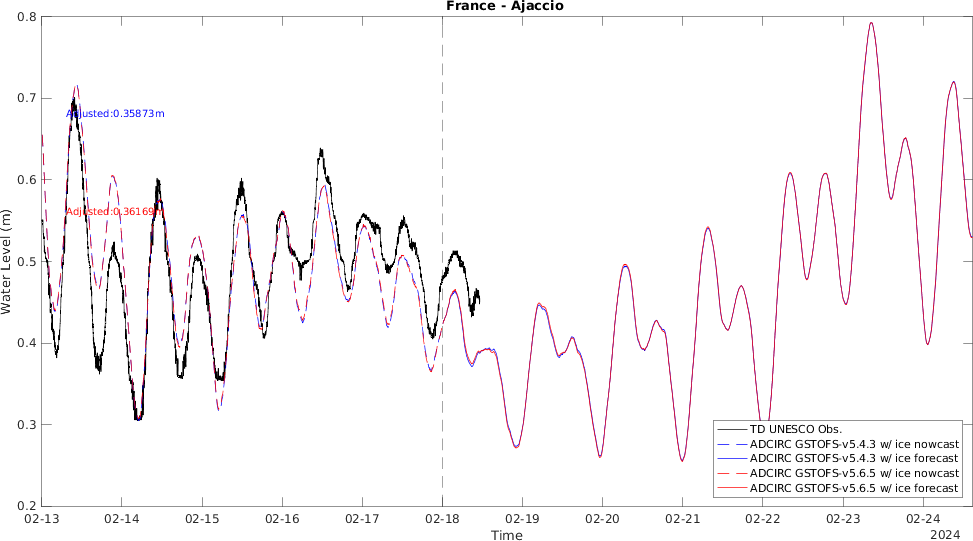 France - Ajaccio
Water Level (m)
0.8
0.7
0.6
0.5
0.4
0.3
0.2
Adjusted:0.35873m
Adjusted:0.36169m
TD UNESCO Obs.
ADCIRC GSTOFS-v5.4.3 w/ ice nowcast
ADCIRC GSTOFS-v5.4.3 w/ ice forecast
ADCIRC GSTOFS-v5.6.5 w/ ice nowcast
ADCIRC GSTOFS-v5.6.5 w/ ice forecast
02-13 02-14 02-15 02-16 02-17 02-18 02-19 02-20 02-21 02-22 02-23 02-24
Time
2024